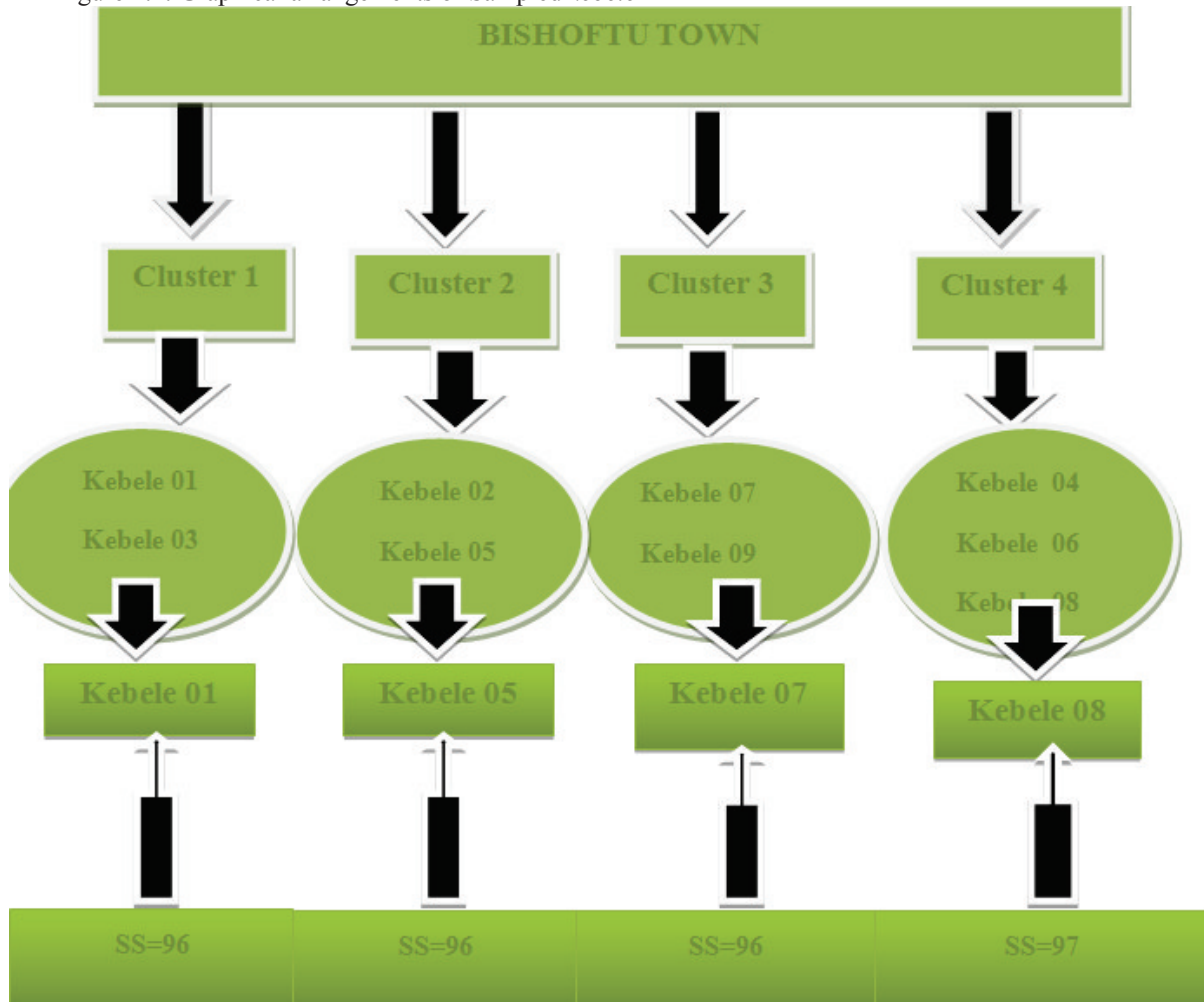 BISHOFTU TOWN
Cluster 1
Cluster 2
Cluster 3
Cluster 4
Kebele 01
Kebele 03
Kebele 02
Kebele 05
Kebele 07
Kebele 09
Kebele 04
Kebele 06
Kebele 08
Kebele 01
Kebele 05
Kebele 07
Kebele 08
SS=96
SS=96
SS=96
SS=97